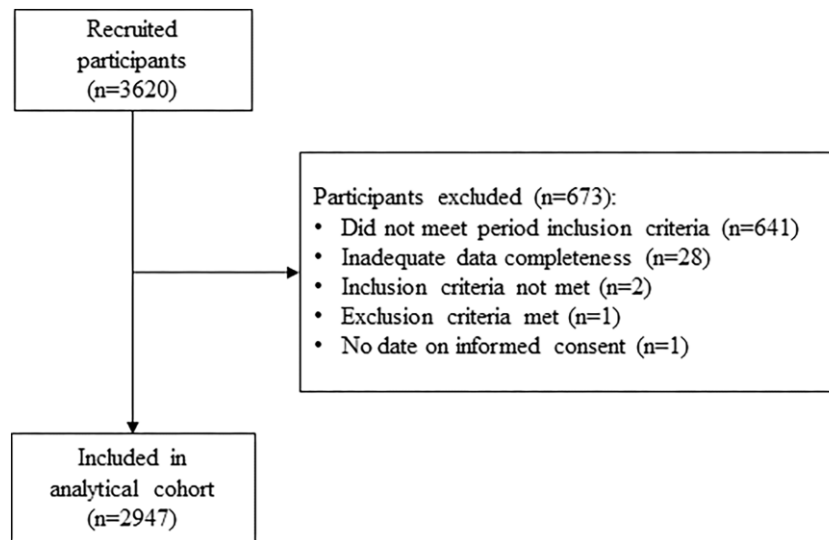 Recruited
participants
(n=3620)
Participants excluded (n=673):
• Did not meet period inclusion criteria (n=641)
• Inadequate data completeness (n=28)
• Inclusion criteria not met (n=2)
• Exclusion criteria met (n=1)
• No date on informed consent (n=1)
Included in
analytical cohort
(n=2947)